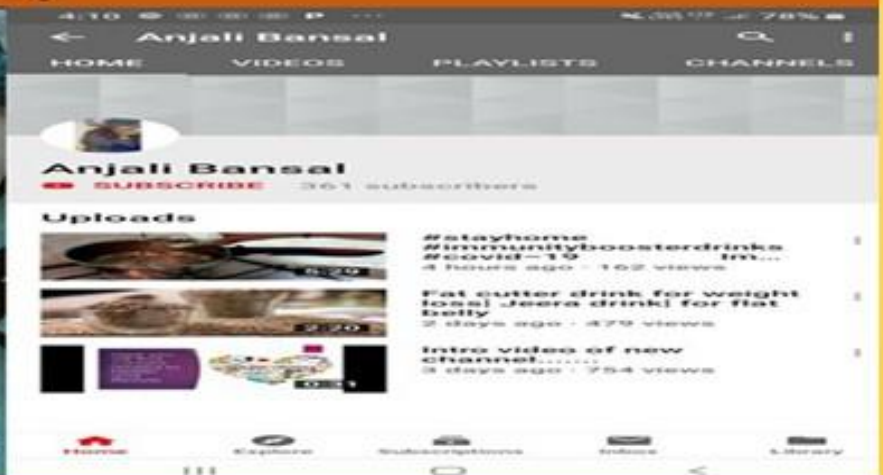 4:10 P 78%
← Anjali Bansal
HOME VIDEOS PLAYLISTS CHANNELS
Anjali Bansal
SUBSCRIBE 361 subscribers
Uploads
#stayhome
#immunityboosterdrinks
#covid-19 Im...
4 hours ago · 162 views
5:29
Fat cutter drink for weight
loss| Jeera drink| for flat
belly
2 days ago · 479 views
2:20
Intro video of new
channel.......
3 days ago · 754 views
0:31
Home Explore Subscriptions Inbox Library